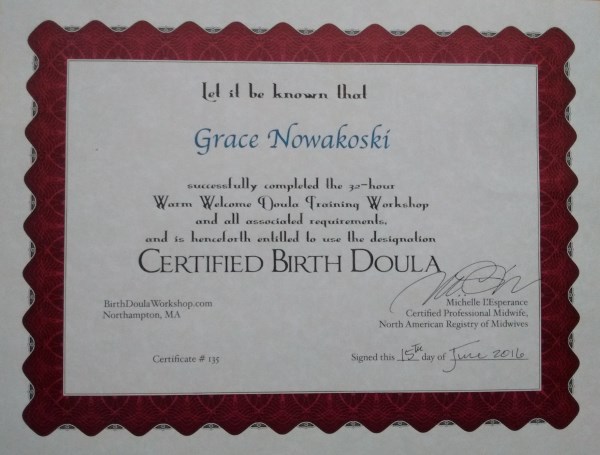 Let it be known that
Grace Nowakoski
successfully completed the 32-hour
Warm Welcome Doula Training Workshop
and all associated requirements,
and is henceforth entitled to use the designation
CERTIFIED BIRTH DOULA
BirthDoulaWorkshop.com
Northampton, MA
Michelle L'Esperance
Certified Professional Midwife,
North American Registry of Midwives
Certificate # 135
Signed this 15th day of June 2016